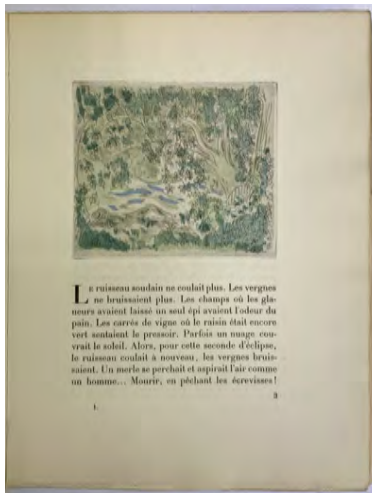 LE ruisseau soudain ne coulait plus. Les vergnes
ne bruissaient plus. Les champs où les gla-
neurs avaient laissé un seul épi avaient l'odeur du
pain. Les carrés de vigne où le raisin était encore
vert sentaient le pressoir. Parfois un nuage cou-
vrait le soleil. Alors, pour cette seconde d'éclipse,
le ruisseau coulait à nouveau, les vergnes bruis-
saient. Un merle se perchait et aspirait l'air comme
un homme... Mourir, en pêchant les écrevisses!
3
1.